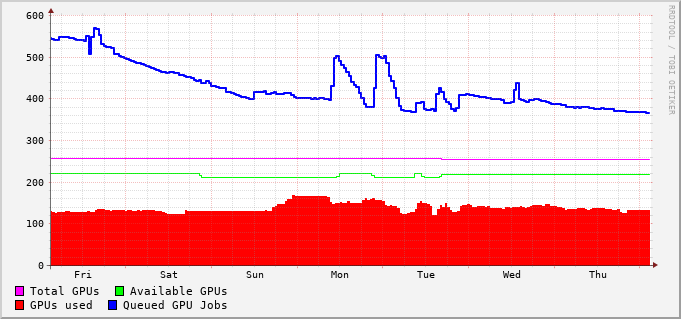 600
500
400
300
200
100
0
Fri Sat Sun Mon Tue Wed Thu
Total GPUs Available GPUs
GPUs used Queued GPU Jobs
RRDTOOL / TOBI OETIKER